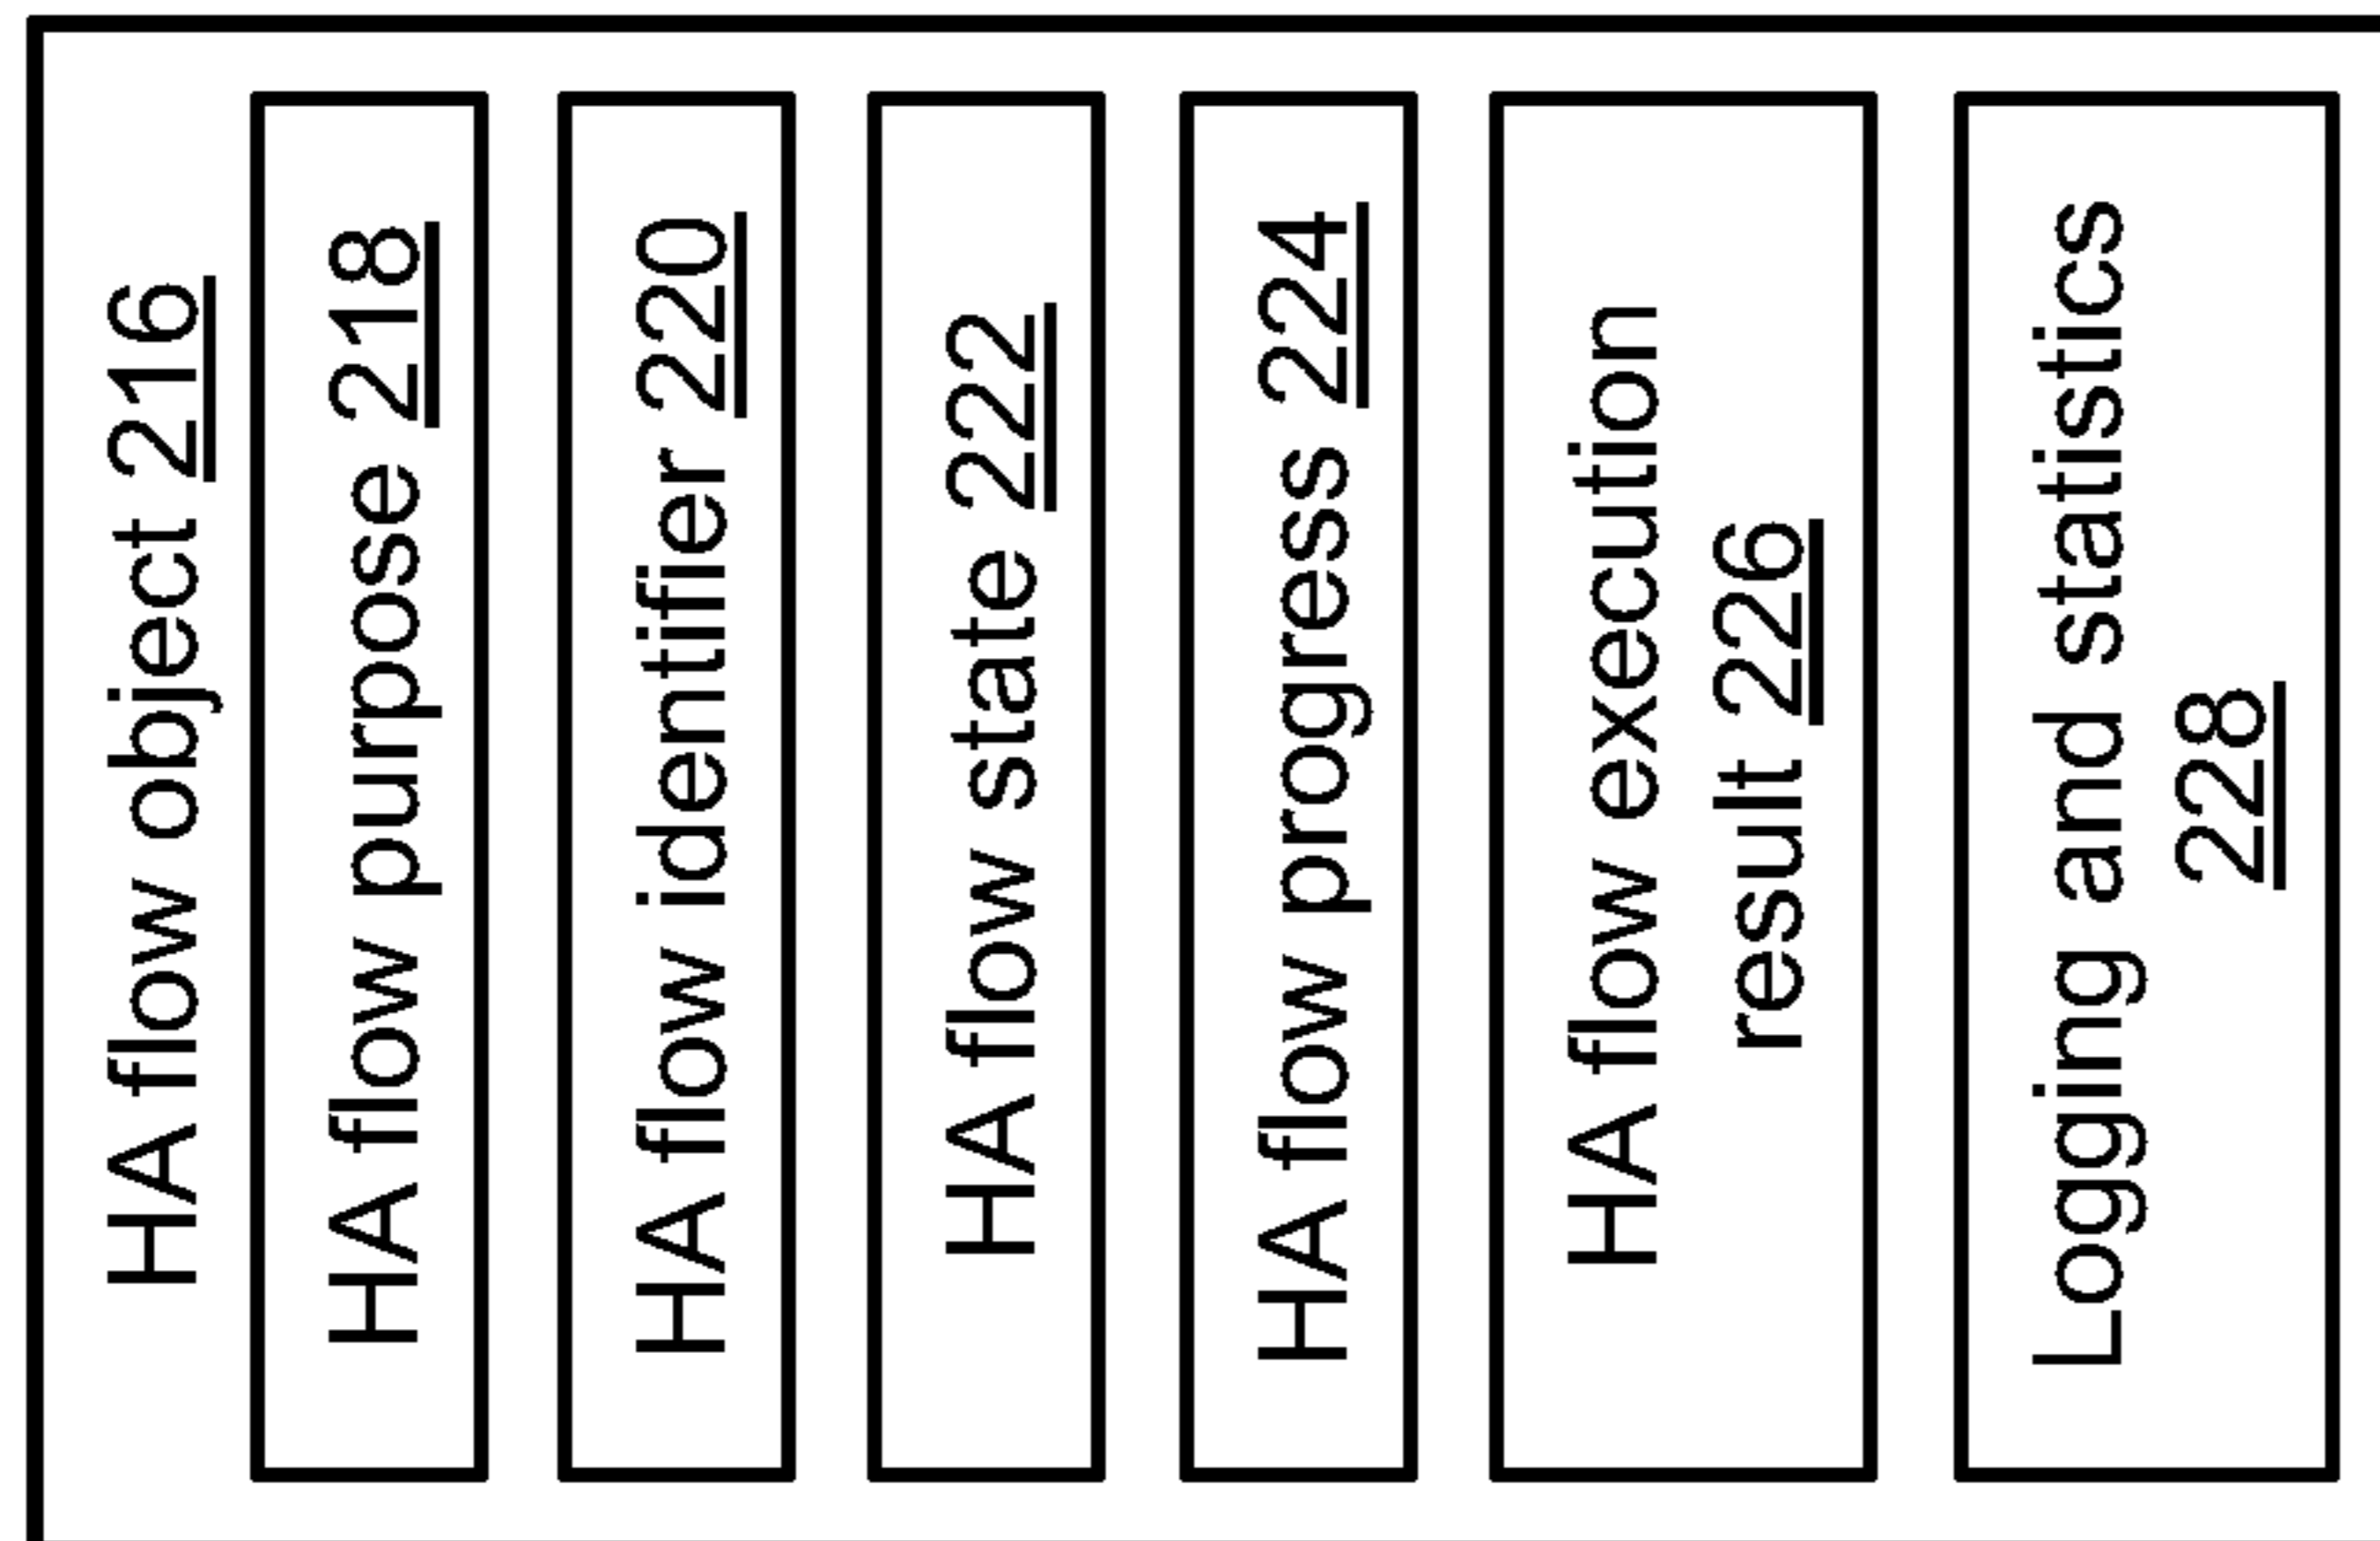 HA flow object 216
HA flow purpose 218
HA flow identifier 220
HA flow state 222
HA flow progress 224
HA flow execution
result 226
Logging and statistics
228